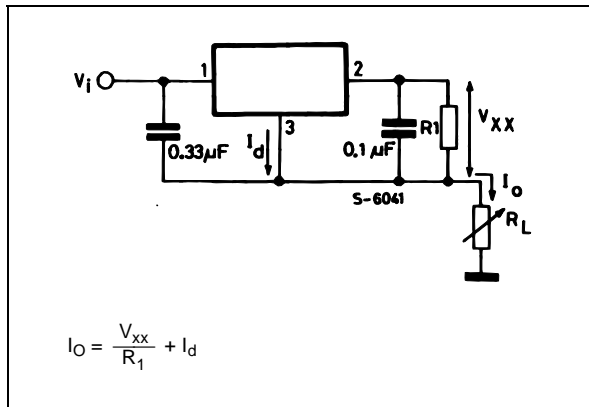 Vi
1
2
3
0.33µF
Id
0.1µF
R1
VXX
S-6041
Io
RL
IO = Vxx / R1 + Id